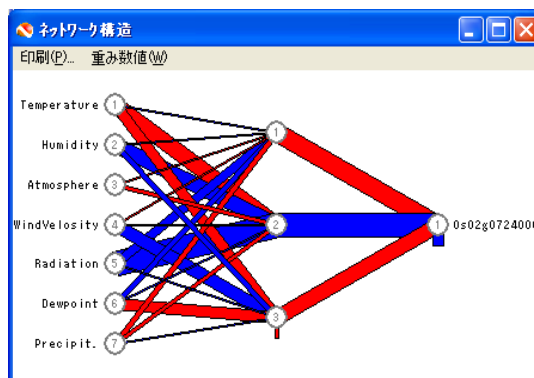 ネットワーク構造
印刷(P)... 重み数値(W)
Temperature 1
Humidity 2
Atmosphere 3
WindVelosity 4
Radiation 5
Dewpoint 6
Precipit. 7
1
2
3
1 0s02g0724000